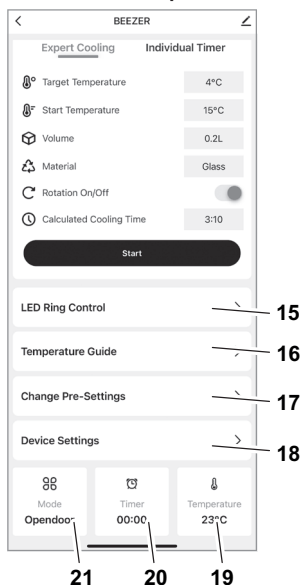 BEEZER
Expert Cooling Individual Timer
Target Temperature 4°C
Start Temperature 15°C
Volume 0.2L
Material Glass
Rotation On/Off
Calculated Cooling Time 3:10
Start
LED Ring Control 15
Temperature Guide 16
Change Pre-Settings 17
Device Settings 18
Mode Timer Temperature
Opendoor 00:00 23°C
21 20 19